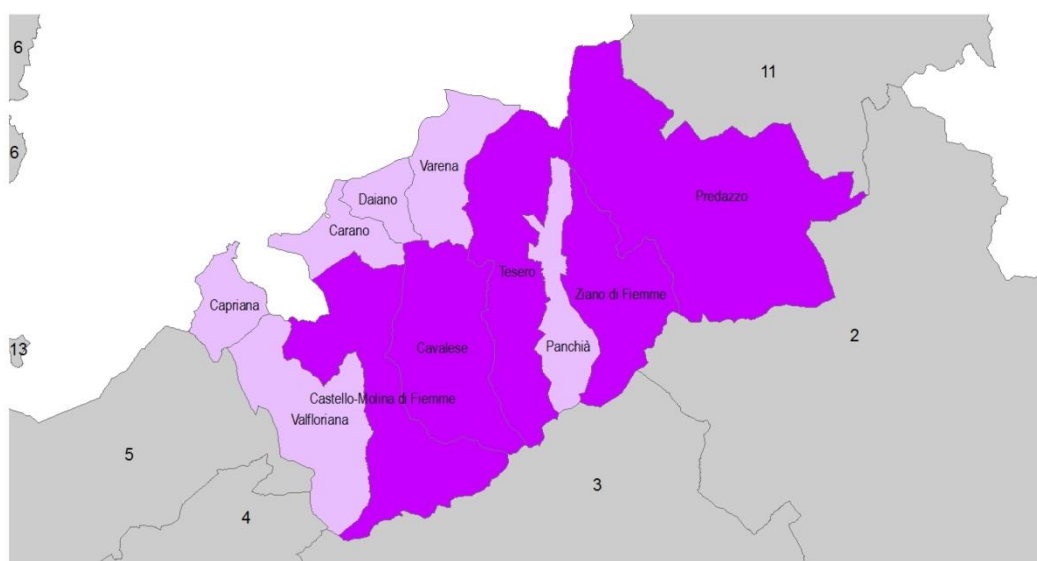 6
11
6
Varena
Daiano
Predazzo
Carano
Tesero
Ziano di Fiemme
Capriana
2
13
Cavalese
Panchià
Castello-Molina di Fiemme
Valfloriana
5
3
4